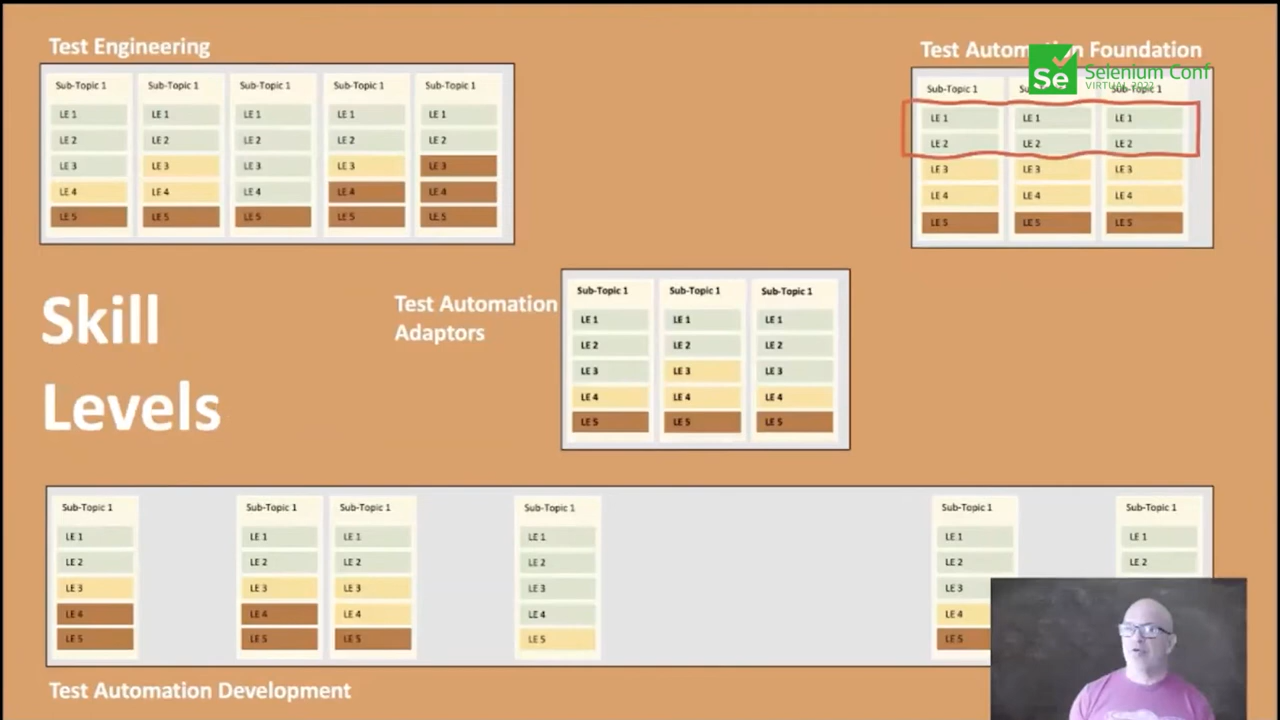 Test Engineering
Sub-Topic 1 Sub-Topic 1 Sub-Topic 1 Sub-Topic 1 Sub-Topic 1
LE 1 LE 1 LE 1 LE 1 LE 1
LE 2 LE 2 LE 2 LE 2 LE 2
LE 3 LE 3 LE 3 LE 3 LE 3
LE 4 LE 4 LE 4 LE 4 LE 4
LE 5 LE 5 LE 5 LE 5 LE 5
Test Automation Foundation
Se Selenium Conf
VIRTUAL 2022
Sub-Topic 1 Sub-Topic 1
LE 1 LE 1 LE 1
LE 2 LE 2 LE 2
LE 3 LE 3 LE 3
LE 4 LE 4 LE 4
LE 5 LE 5 LE 5
Skill
Levels
Test Automation
Adaptors
Sub-Topic 1 Sub-Topic 1 Sub-Topic 1
LE 1 LE 1 LE 1
LE 2 LE 2 LE 2
LE 3 LE 3 LE 3
LE 4 LE 4 LE 4
LE 5 LE 5 LE 5
Sub-Topic 1 Sub-Topic 1 Sub-Topic 1 Sub-Topic 1 Sub-Topic 1 Sub-Topic 1
LE 1 LE 1 LE 1 LE 1 LE 1 LE 1
LE 2 LE 2 LE 2 LE 2 LE 2 LE 2
LE 3 LE 3 LE 3 LE 3 LE 3
LE 4 LE 4 LE 4 LE 4 LE 4
LE 5 LE 5 LE 5 LE 5 LE 5
Test Automation Development